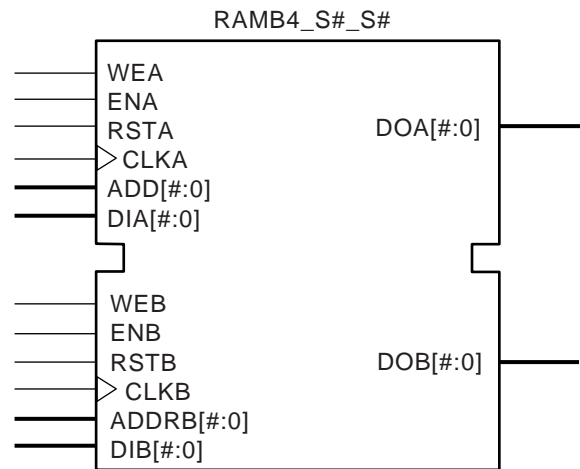 RAMB4_S#_S#
WEA
ENA
RSTA
DOA[#:0]
CLKA
ADD[#:0]
DIA[#:0]
WEB
ENB
RSTB
DOB[#:0]
CLKB
ADDRB[#:0]
DIB[#:0]